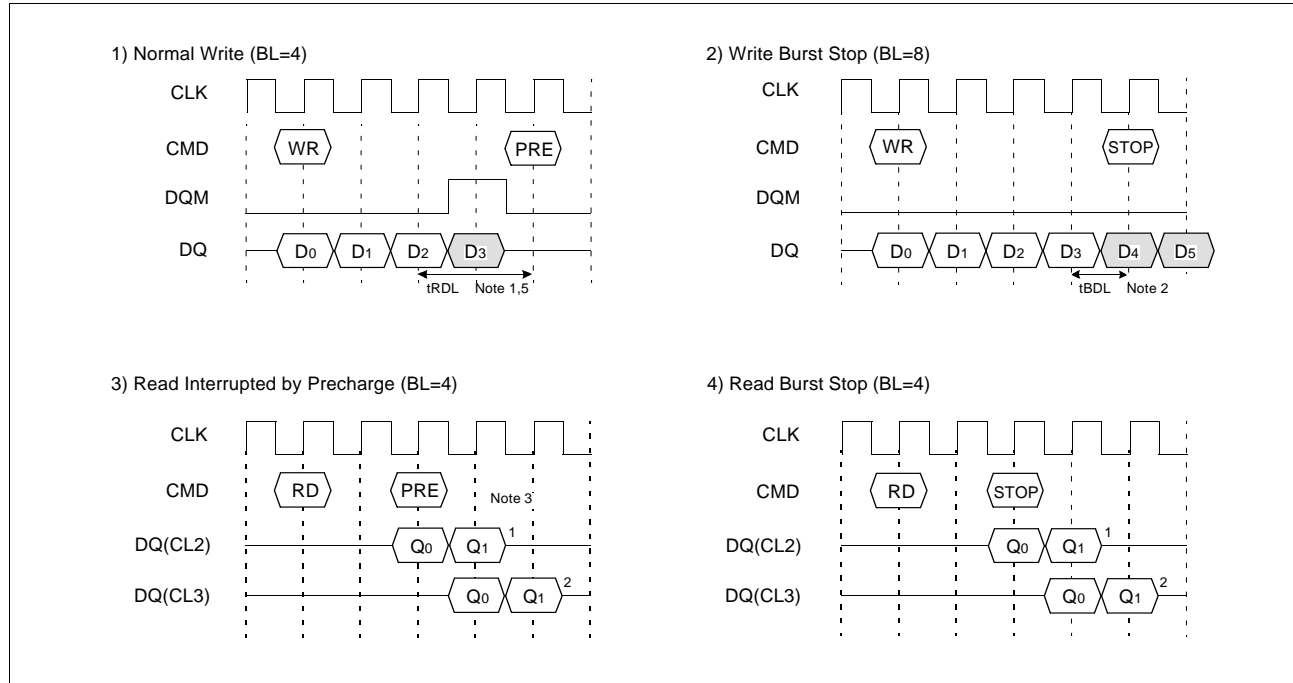 1) Normal Write (BL=4)
CLK
CMD WR PRE
DQM
DQ D0 D1 D2 D3
tRDL Note 1,5
2) Write Burst Stop (BL=8)
CLK
CMD WR STOP
DQM
DQ D0 D1 D2 D3 D4 D5
tBDL Note 2
3) Read Interrupted by Precharge (BL=4)
CLK
CMD RD PRE Note 3
DQ(CL2) Q0 Q1 1
DQ(CL3) Q0 Q1 2
4) Read Burst Stop (BL=4)
CLK
CMD RD STOP
DQ(CL2) Q0 Q1 1
DQ(CL3) Q0 Q1 2